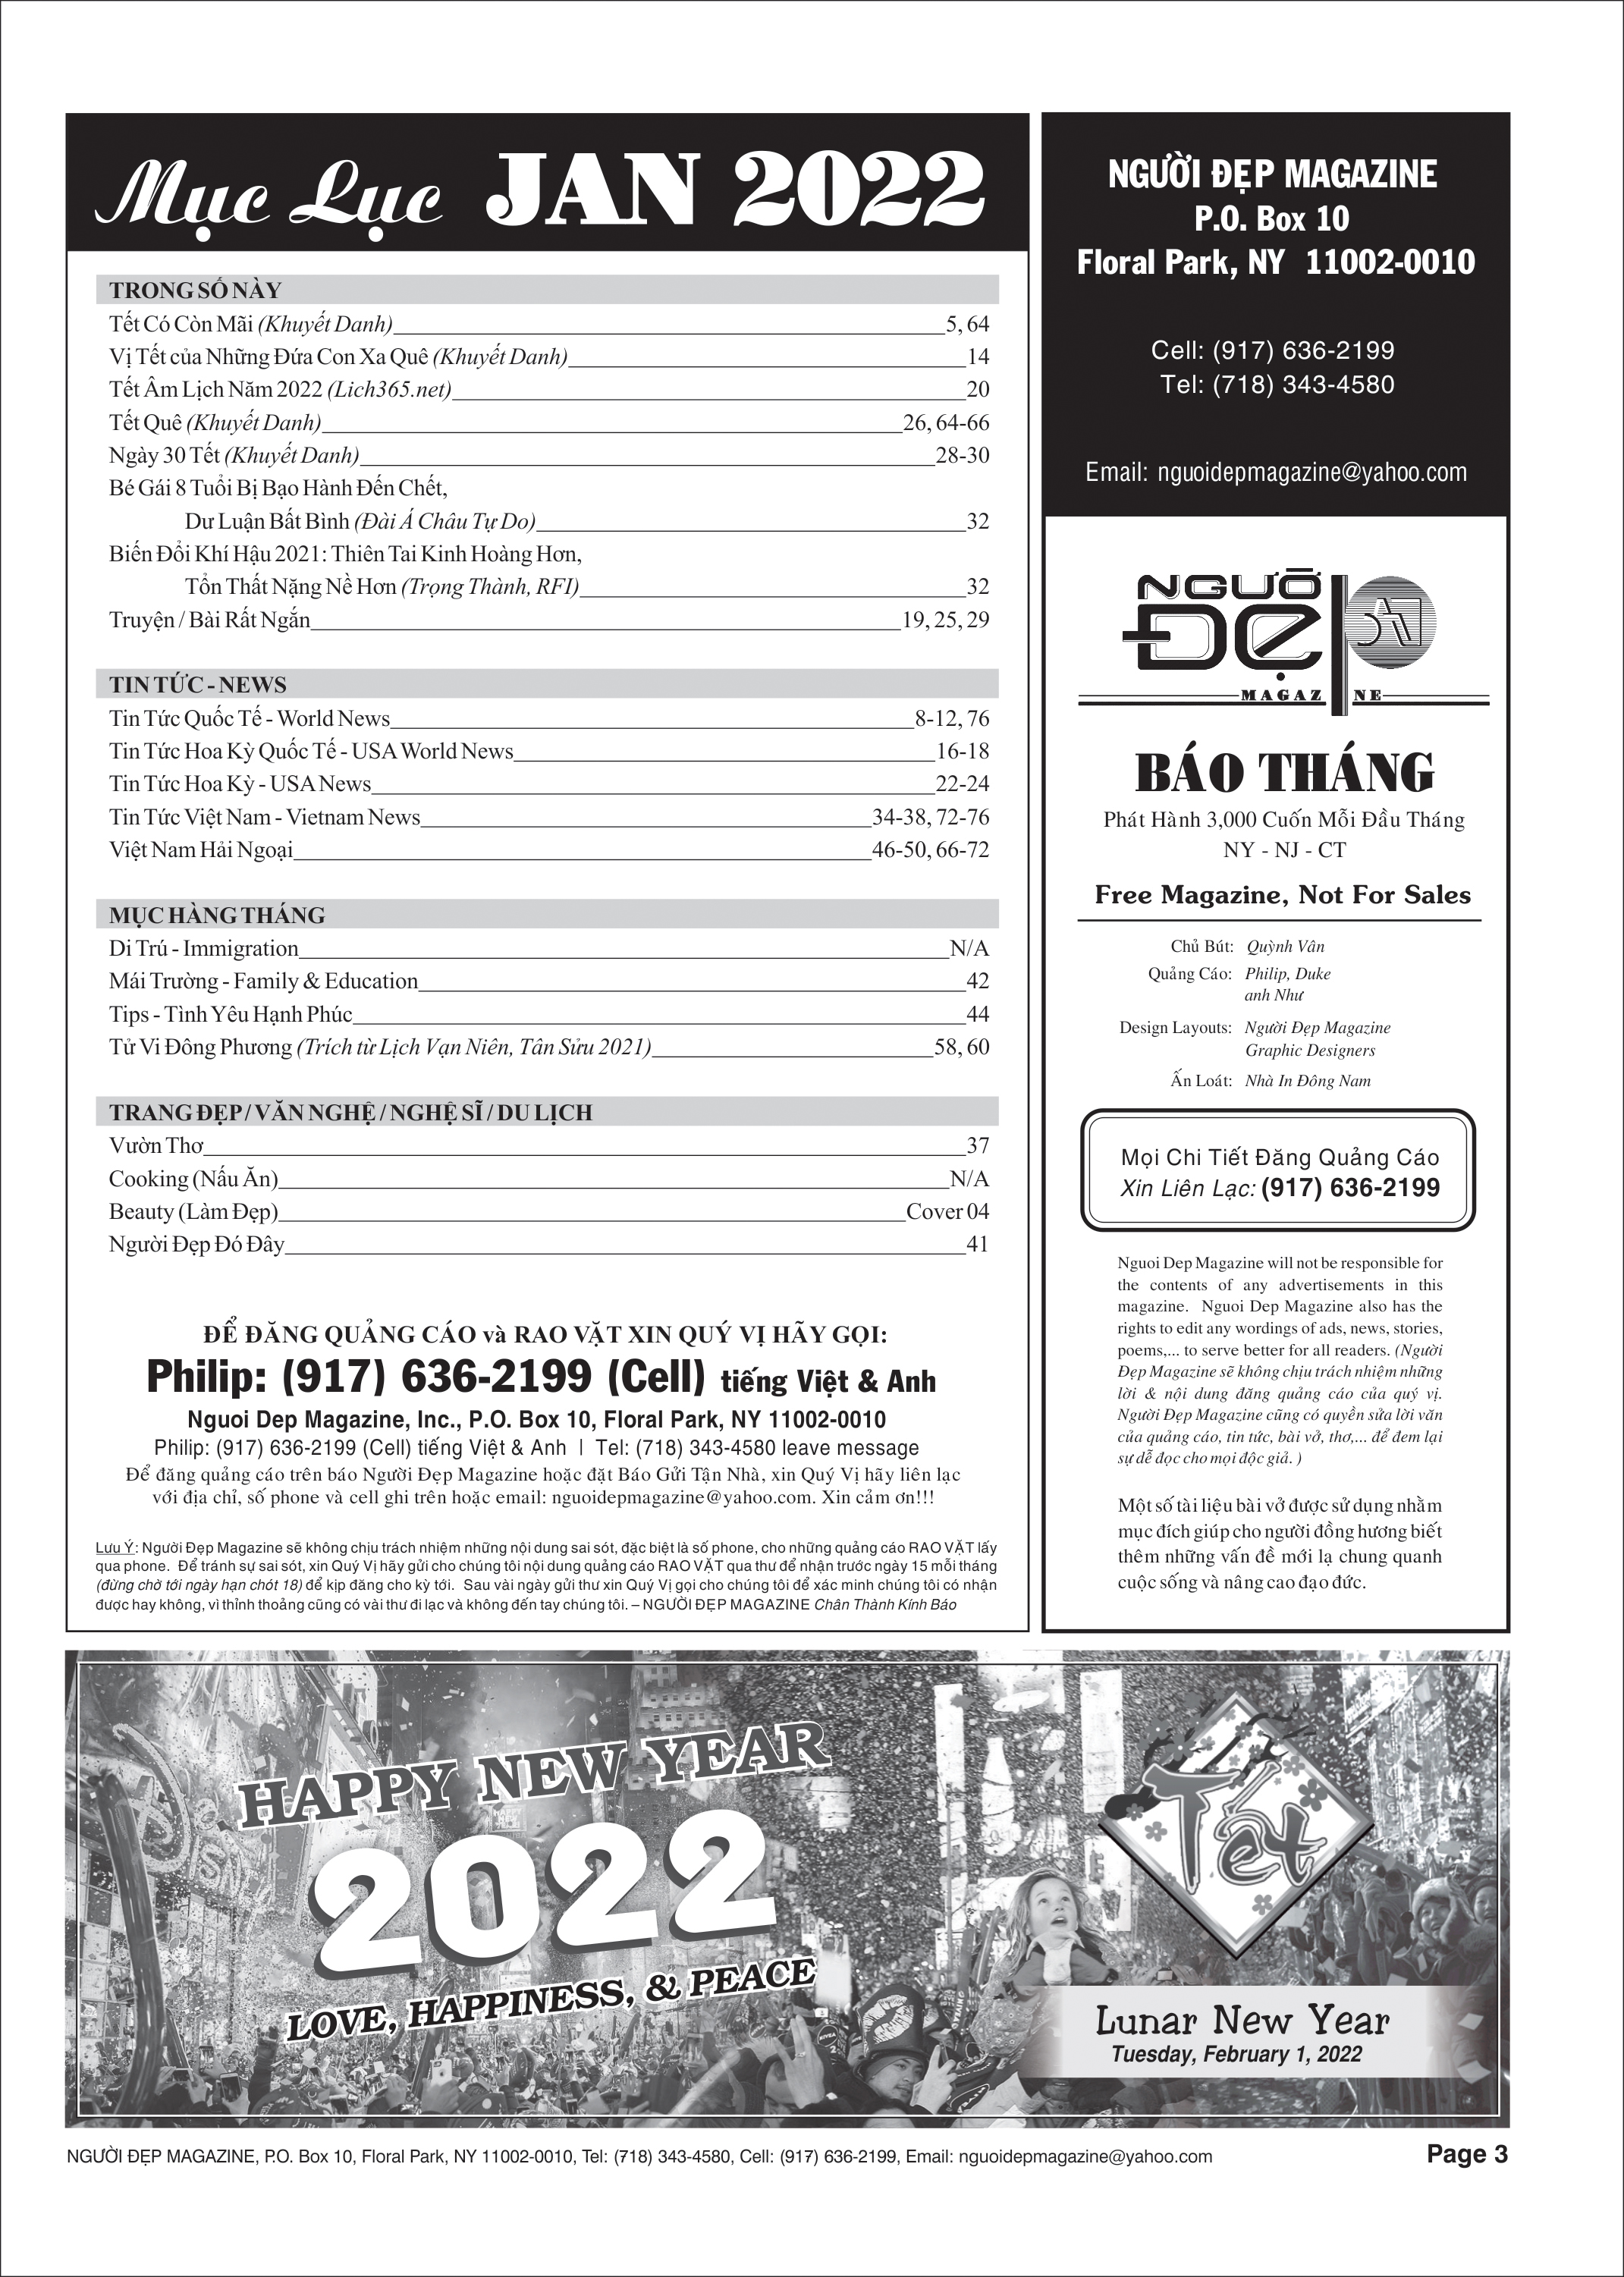 Mục Lục JAN 2022
TRONG SỐ NÀY
Tết Có Còn Mãi (Khuyết Danh) 5, 64
Vị Tết của Những Đứa Con Xa Quê (Khuyết Danh) 14
Tết Âm Lịch Năm 2022 (Lich365.net) 20
Tết Quê (Khuyết Danh) 26, 64-66
Ngày 30 Tết (Khuyết Danh) 28-30
Bé Gái 8 Tuổi Bị Bạo Hành Đến Chết,
Dư Luận Bất Bình (Đài Á Châu Tự Do) 32
Biến Đổi Khí Hậu 2021: Thiên Tai Kinh Hoàng Hơn,
Tổn Thất Nặng Nề Hơn (Trọng Thành, RFI) 32
Truyện / Bài Rất Ngắn 19, 25, 29
TIN TỨC - NEWS
Tin Tức Quốc Tế - World News 8-12, 76
Tin Tức Hoa Kỳ Quốc Tế - USA World News 16-18
Tin Tức Hoa Kỳ - USA News 22-24
Tin Tức Việt Nam - Vietnam News 34-38, 72-76
Việt Nam Hải Ngoại 46-50, 66-72
MỤC HÀNG THÁNG
Di Trú - Immigration N/A
Mái Trường - Family & Education 42
Tips - Tình Yêu Hạnh Phúc 44
Tử Vi Đông Phương (Trích từ Lịch Vạn Niên, Tân Sửu 2021) 58, 60
TRANG ĐẸP / VĂN NGHỆ / NGHỆ SĨ / DU LỊCH
Vườn Thơ 37
Cooking (Nấu Ăn) N/A
Beauty (Làm Đẹp) Cover 04
Người Đẹp Đó Đây 41
ĐỂ ĐĂNG QUẢNG CÁO và RAO VẶT XIN QUÝ VỊ HÃY GỌI:
Philip: (917) 636-2199 (Cell) tiếng Việt & Anh
Nguoi Dep Magazine, Inc., P.O. Box 10, Floral Park, NY 11002-0010
Philip: (917) 636-2199 (Cell) tiếng Việt & Anh | Tel: (718) 343-4580 leave message
Để đăng quảng cáo trên báo Người Đẹp Magazine hoặc đặt Báo Gửi Tận Nhà, xin Quý Vị hãy liên lạc
với địa chỉ, số phone và cell ghi trên hoặc email: nguoidepmagazine@yahoo.com. Xin cảm ơn!!!
Lưu Ý: Người Đẹp Magazine sẽ không chịu trách nhiệm những nội dung sai sót, đặc biệt là số phone, cho những quảng cáo RAO VẶT lấy
qua phone. Để tránh sự sai sót, xin Quý Vị hãy gửi cho chúng tôi nội dung quảng cáo RAO VẶT qua thư để nhận trước ngày 15 mỗi tháng
(đừng chờ tới ngày hạn chót 18) để kịp đăng cho kỳ tới. Sau vài ngày gửi thư xin Quý Vị gọi cho chúng tôi để xác minh chúng tôi có nhận
được hay không, vì thỉnh thoảng cũng có vài thư đi lạc và không đến tay chúng tôi. – NGƯỜI ĐẸP MAGAZINE Chân Thành Kính Báo
NGƯỜI ĐẸP MAGAZINE
P.O. Box 10
Floral Park, NY 11002-0010
Cell: (917) 636-2199
Tel: (718) 343-4580
Email: nguoidepmagazine@yahoo.com
NGƯỜI
ĐẸP
MAGAZINE
BÁO THÁNG
Phát Hành 3,000 Cuốn Mỗi Đầu Tháng
NY - NJ - CT
Free Magazine, Not For Sales
Chủ Bút: Quỳnh Vân
Quảng Cáo: Philip, Duke
anh Như
Design Layouts: Người Đẹp Magazine
Graphic Designers
Ấn Loát: Nhà In Đông Nam
Mọi Chi Tiết Đăng Quảng Cáo
Xin Liên Lạc: (917) 636-2199
Nguoi Dep Magazine will not be responsible for
the contents of any advertisements in this
magazine. Nguoi Dep Magazine also has the
rights to edit any wordings of ads, news, stories,
poems,... to serve better for all readers. (Người
Đẹp Magazine sẽ không chịu trách nhiệm những
lời & nội dung đăng quảng cáo của quý vị.
Người Đẹp Magazine cũng có quyền sửa lời văn
của quảng cáo, tin tức, bài vở, thơ,... để đem lại
sự dễ đọc cho mọi độc giả. )
Một số tài liệu bài vở được sử dụng nhằm
mục đích giúp cho người đồng hương biết
thêm những vấn đề mới lạ chung quanh
cuộc sống và nâng cao đạo đức.
HAPPY NEW YEAR
2022
LOVE, HAPPINESS, & PEACE
Tết
Lunar New Year
Tuesday, February 1, 2022
NGƯỜI ĐẸP MAGAZINE, P.O. Box 10, Floral Park, NY 11002-0010, Tel: (718) 343-4580, Cell: (917) 636-2199, Email: nguoidepmagazine@yahoo.com Page 3